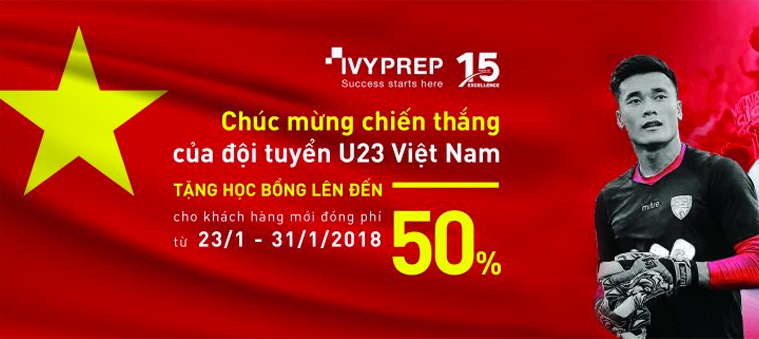 IVYPREP
Success starts here
15
EXCELLENCE
Chúc mừng chiến thắng
của đội tuyển U23 Việt Nam
TẶNG HỌC BỔNG LÊN ĐẾN
cho khách hàng mới đóng phí
từ 23/1 - 31/1/2018
50%
mitre